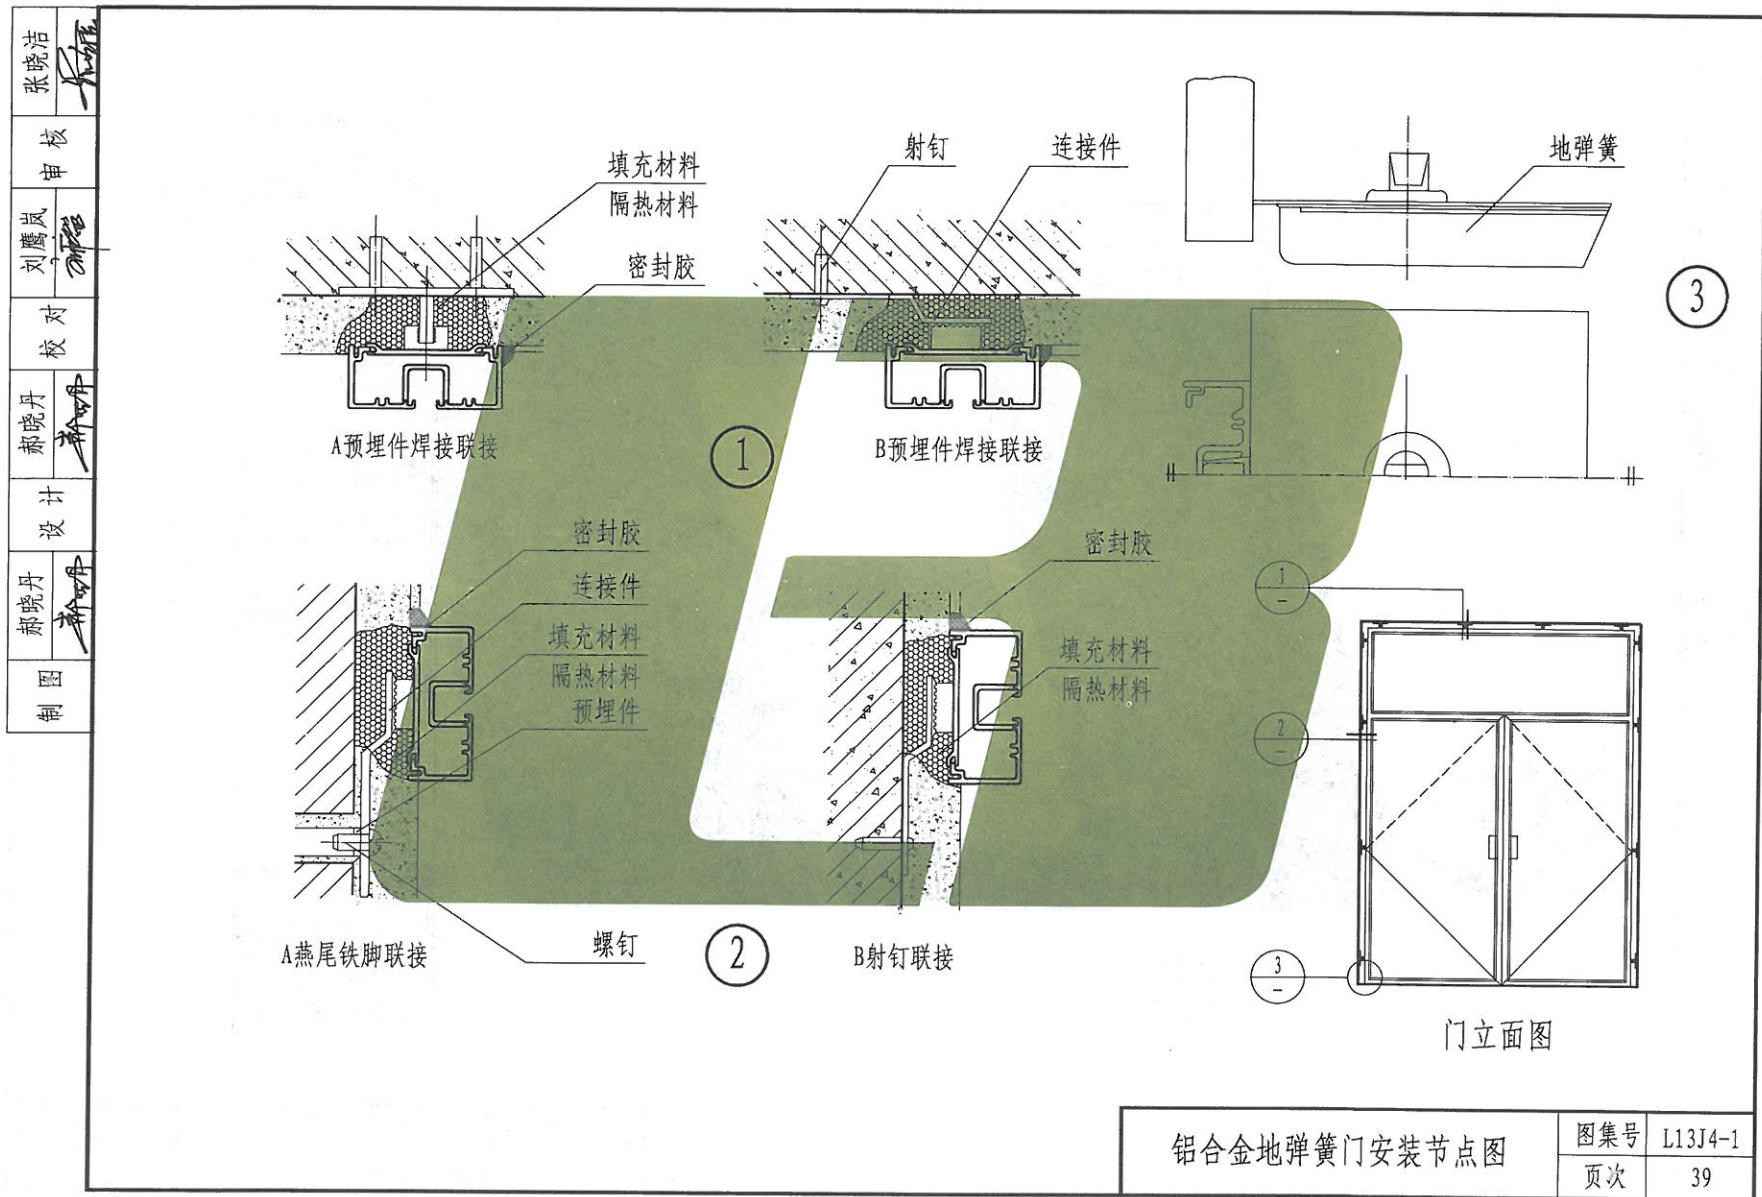 张晓洁
审核
刘鹰岚
校对
郝晓丹
设计
郝晓丹
制图
填充材料
隔热材料
密封胶
A预埋件焊接联接
射钉
连接件
B预埋件焊接联接
1
地弹簧
3
密封胶
连接件
填充材料
隔热材料
预埋件
螺钉
A燕尾铁脚联接
2
密封胶
填充材料
隔热材料
B射钉联接
1
–
2
–
3
–
门立面图
铝合金地弹簧门安装节点图
图集号 L13J4-1
页次 39